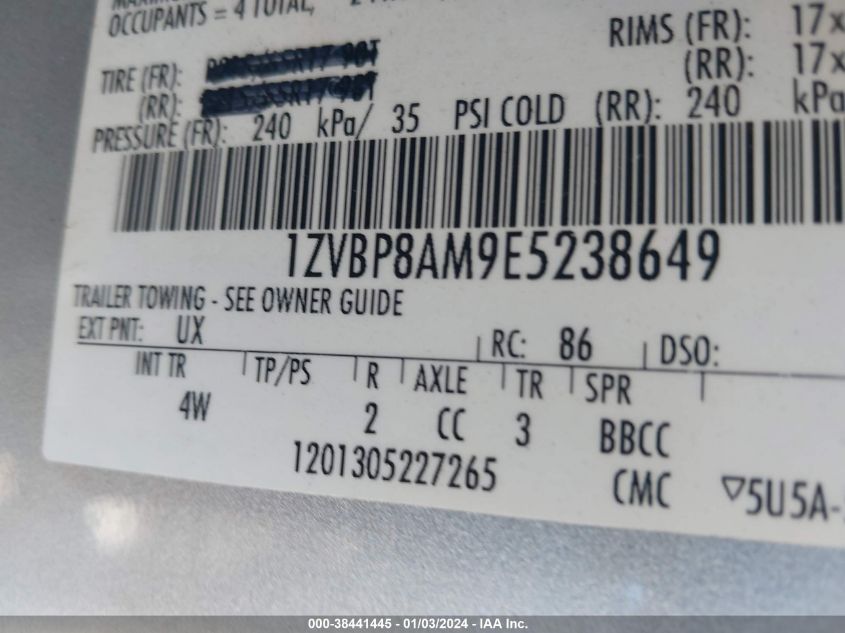 OCCUPANTS = 4 TOTAL,
RIMS (FR): 17x
TIRE (FR): (RR): 17x
(RR):
PRESSURE (FR): 240 kPa/ 35 PSI COLD (RR): 240 kPa
1ZVBP8AM9E5238649
TRAILER TOWING - SEE OWNER GUIDE
EXT PNT: UX RC: 86 DSO:
INT TR TP/PS R AXLE TR SPR
4W 2 CC 3 BBCC
1201305227265 CMC ▽5U5A-
000-38441445 - 01/03/2024 - IAA Inc.